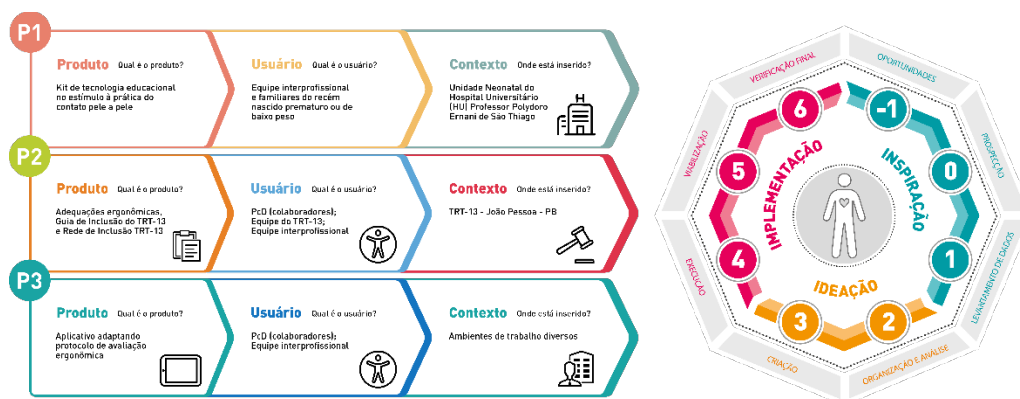 P1
Produto Qual é o produto?
Kit de tecnologia educacional
no estímulo à prática do
contato pele a pele
Usuário Qual é o usuário?
Equipe interprofissional
e familiares do recém
nascido prematuro ou de
baixo peso
Contexto Onde está inserido?
Unidade Neonatal do
Hospital Universitário
(HU) Professor Polydoro
Ernani de São Thiago
P2
Produto Qual é o produto?
Adequações ergonômicas,
Guia de Inclusão do TRT-13
e Rede de Inclusão TRT-13
Usuário Qual é o usuário?
PcD (colaboradores);
Equipe do TRT-13;
Equipe interprofissional
Contexto Onde está inserido?
TRT-13 - João Pessoa - PB
P3
Produto Qual é o produto?
Aplicativo adaptando
protocolo de avaliação
ergonômica
Usuário Qual é o usuário?
PcD (colaboradores);
Equipe interprofissional
Contexto Onde está inserido?
Ambientes de trabalho diversos
OPORTUNIDADES
PROSPECÇÃO
LEVANTAMENTO DE DADOS
ORGANIZAÇÃO E ANÁLISE
CRIAÇÃO
EXECUÇÃO
VIABILIZAÇÃO
VERIFICAÇÃO FINAL
-1
0
1
2
3
4
5
6
INSPIRAÇÃO
IDEAÇÃO
IMPLEMENTAÇÃO